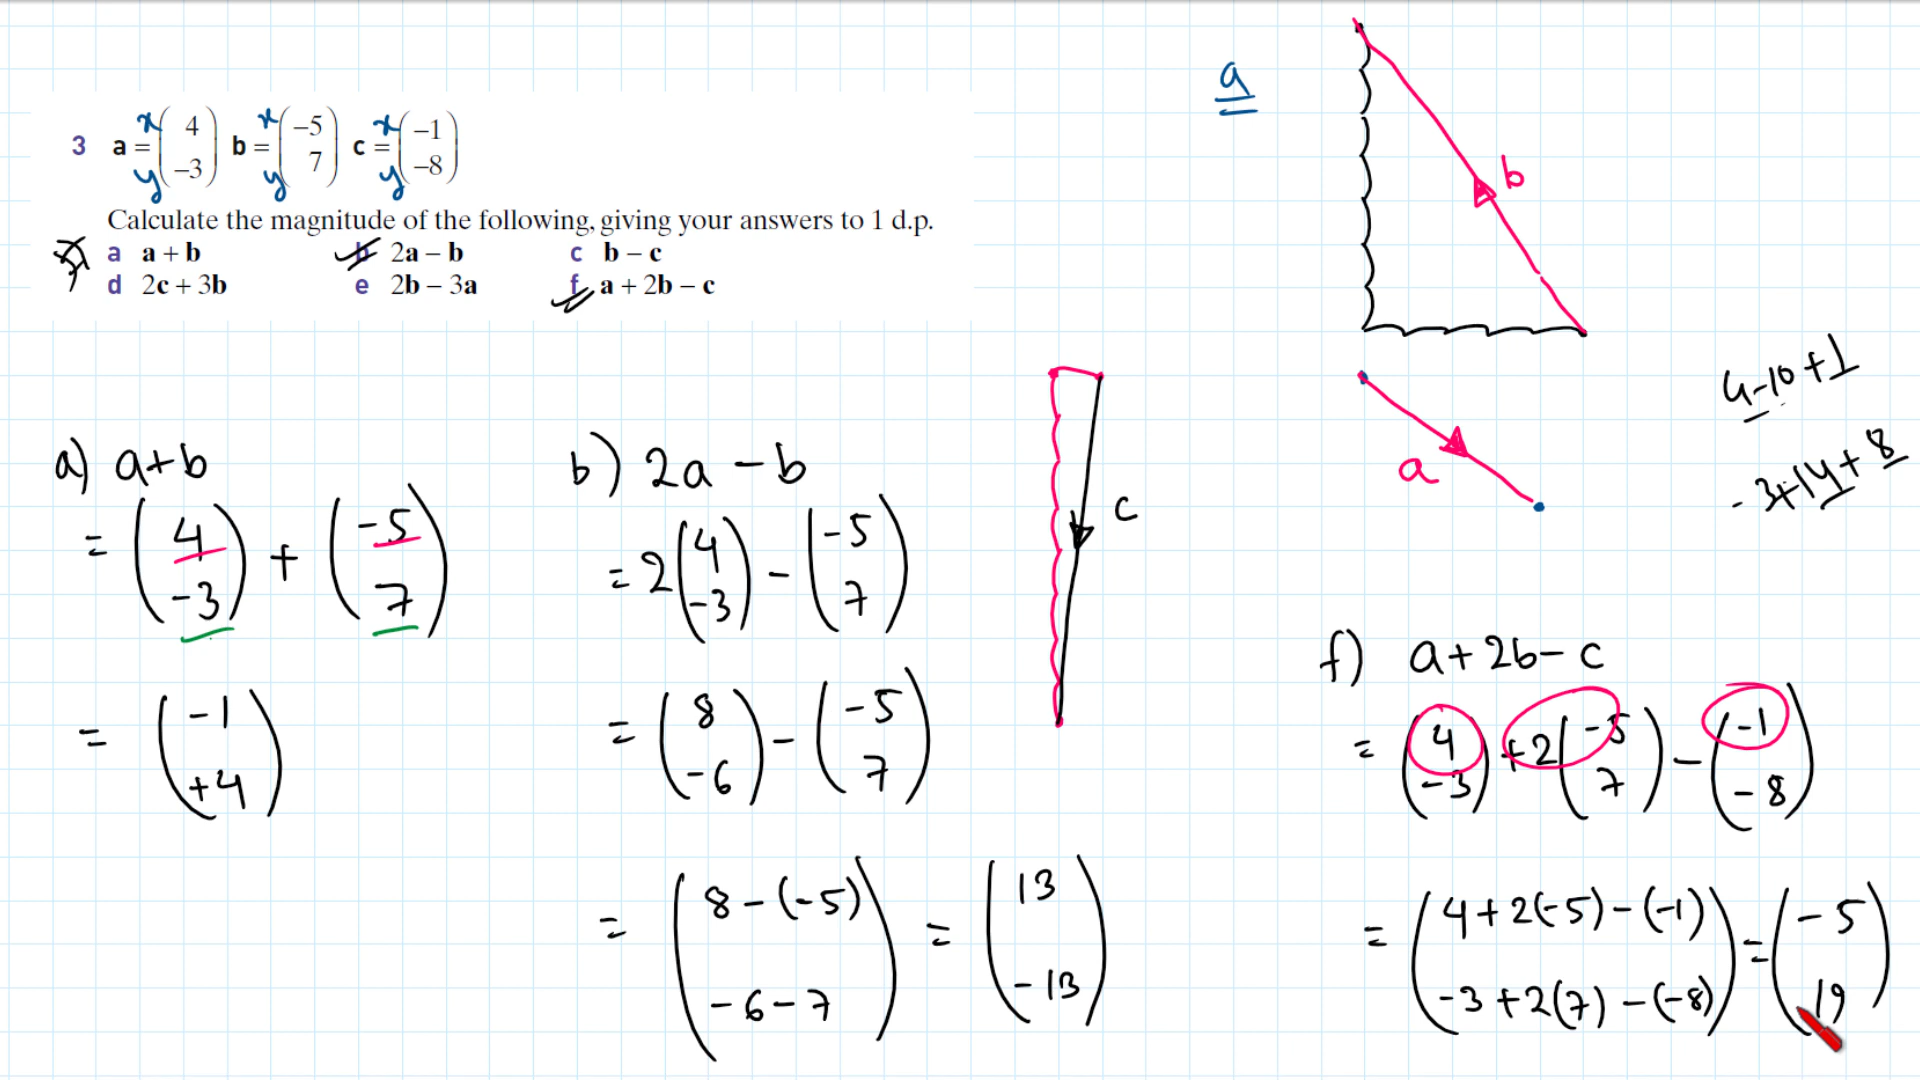 3 a = x y ( 4 −3 ) b = x y ( −5 7 ) c = x y ( −1 −8 )
Calculate the magnitude of the following, giving your answers to 1 d.p.
a a + b b 2a − b c b − c
d 2c + 3b e 2b − 3a f a + 2b − c
a
b
a
c
4-10+1
-3+14+8
a) a+b
= ( 4 -3 ) + ( -5 7 )
= ( -1 +4 )
b) 2a - b
= 2 ( 4 -3 ) - ( -5 7 )
= ( 8 -6 ) - ( -5 7 )
= ( 8-(-5) -6-7 ) = ( 13 -13 )
f) a+2b-c
= ( 4 -3 ) +2 ( -5 7 ) - ( -1 -8 )
= ( 4+2(-5)-(-1) -3+2(7)-(-8) ) = ( -5 19 )